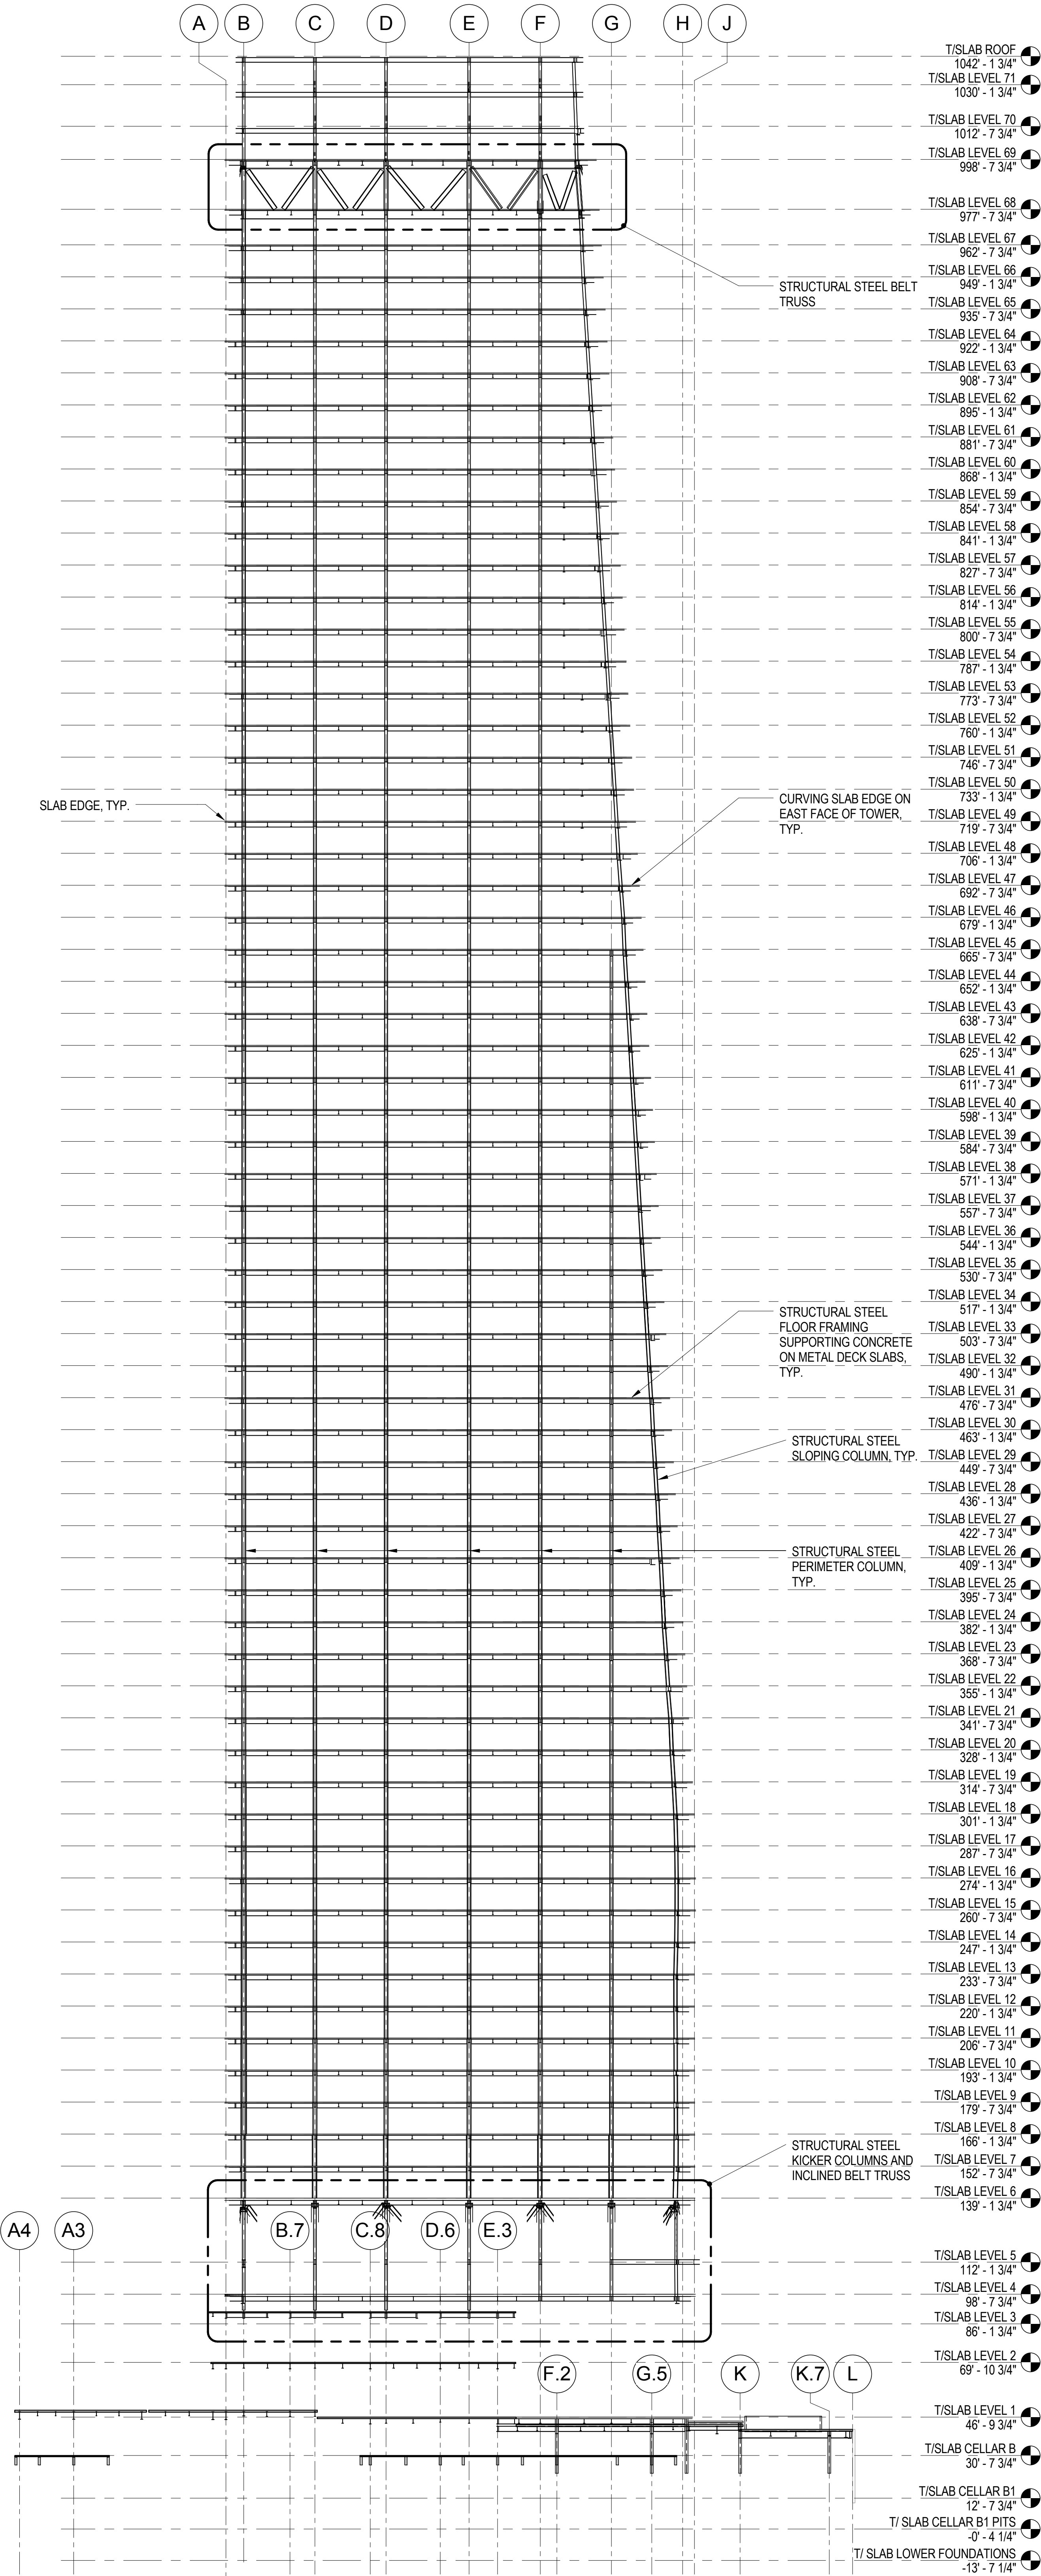 A B C D E F G H J
T/SLAB ROOF
1042' - 1 3/4"
T/SLAB LEVEL 71
1030' - 1 3/4"
T/SLAB LEVEL 70
1012' - 7 3/4"
T/SLAB LEVEL 69
998' - 7 3/4"
T/SLAB LEVEL 68
977' - 7 3/4"
T/SLAB LEVEL 67
962' - 7 3/4"
T/SLAB LEVEL 66
949' - 1 3/4"
STRUCTURAL STEEL BELT
TRUSS
T/SLAB LEVEL 65
935' - 7 3/4"
T/SLAB LEVEL 64
922' - 1 3/4"
T/SLAB LEVEL 63
908' - 7 3/4"
T/SLAB LEVEL 62
895' - 1 3/4"
T/SLAB LEVEL 61
881' - 7 3/4"
T/SLAB LEVEL 60
868' - 1 3/4"
T/SLAB LEVEL 59
854' - 7 3/4"
T/SLAB LEVEL 58
841' - 1 3/4"
T/SLAB LEVEL 57
827' - 7 3/4"
T/SLAB LEVEL 56
814' - 1 3/4"
T/SLAB LEVEL 55
800' - 7 3/4"
T/SLAB LEVEL 54
787' - 1 3/4"
T/SLAB LEVEL 53
773' - 7 3/4"
T/SLAB LEVEL 52
760' - 1 3/4"
T/SLAB LEVEL 51
746' - 7 3/4"
T/SLAB LEVEL 50
733' - 1 3/4"
SLAB EDGE, TYP.
CURVING SLAB EDGE ON
EAST FACE OF TOWER,
TYP.
T/SLAB LEVEL 49
719' - 7 3/4"
T/SLAB LEVEL 48
706' - 1 3/4"
T/SLAB LEVEL 47
692' - 7 3/4"
T/SLAB LEVEL 46
679' - 1 3/4"
T/SLAB LEVEL 45
665' - 7 3/4"
T/SLAB LEVEL 44
652' - 1 3/4"
T/SLAB LEVEL 43
638' - 7 3/4"
T/SLAB LEVEL 42
625' - 1 3/4"
T/SLAB LEVEL 41
611' - 7 3/4"
T/SLAB LEVEL 40
598' - 1 3/4"
T/SLAB LEVEL 39
584' - 7 3/4"
T/SLAB LEVEL 38
571' - 1 3/4"
T/SLAB LEVEL 37
557' - 7 3/4"
T/SLAB LEVEL 36
544' - 1 3/4"
T/SLAB LEVEL 35
530' - 7 3/4"
T/SLAB LEVEL 34
517' - 1 3/4"
STRUCTURAL STEEL
FLOOR FRAMING
SUPPORTING CONCRETE
ON METAL DECK SLABS,
TYP.
T/SLAB LEVEL 33
503' - 7 3/4"
T/SLAB LEVEL 32
490' - 1 3/4"
T/SLAB LEVEL 31
476' - 7 3/4"
T/SLAB LEVEL 30
463' - 1 3/4"
STRUCTURAL STEEL
SLOPING COLUMN, TYP.
T/SLAB LEVEL 29
449' - 7 3/4"
T/SLAB LEVEL 28
436' - 1 3/4"
T/SLAB LEVEL 27
422' - 7 3/4"
STRUCTURAL STEEL
PERIMETER COLUMN,
TYP.
T/SLAB LEVEL 26
409' - 1 3/4"
T/SLAB LEVEL 25
395' - 7 3/4"
T/SLAB LEVEL 24
382' - 1 3/4"
T/SLAB LEVEL 23
368' - 7 3/4"
T/SLAB LEVEL 22
355' - 1 3/4"
T/SLAB LEVEL 21
341' - 7 3/4"
T/SLAB LEVEL 20
328' - 1 3/4"
T/SLAB LEVEL 19
314' - 7 3/4"
T/SLAB LEVEL 18
301' - 1 3/4"
T/SLAB LEVEL 17
287' - 7 3/4"
T/SLAB LEVEL 16
274' - 1 3/4"
T/SLAB LEVEL 15
260' - 7 3/4"
T/SLAB LEVEL 14
247' - 1 3/4"
T/SLAB LEVEL 13
233' - 7 3/4"
T/SLAB LEVEL 12
220' - 1 3/4"
T/SLAB LEVEL 11
206' - 7 3/4"
T/SLAB LEVEL 10
193' - 1 3/4"
T/SLAB LEVEL 9
179' - 7 3/4"
T/SLAB LEVEL 8
166' - 1 3/4"
STRUCTURAL STEEL
KICKER COLUMNS AND
INCLINED BELT TRUSS
T/SLAB LEVEL 7
152' - 7 3/4"
T/SLAB LEVEL 6
139' - 1 3/4"
A4 A3 B.7 C.8 D.6 E.3
T/SLAB LEVEL 5
112' - 1 3/4"
T/SLAB LEVEL 4
98' - 7 3/4"
T/SLAB LEVEL 3
86' - 1 3/4"
T/SLAB LEVEL 2
69' - 10 3/4"
F.2 G.5 K K.7 L
T/SLAB LEVEL 1
46' - 9 3/4"
T/SLAB CELLAR B
30' - 7 3/4"
T/SLAB CELLAR B1
12' - 7 3/4"
T/ SLAB CELLAR B1 PITS
-0' - 4 1/4"
T/ SLAB LOWER FOUNDATIONS
-13' - 7 1/4"